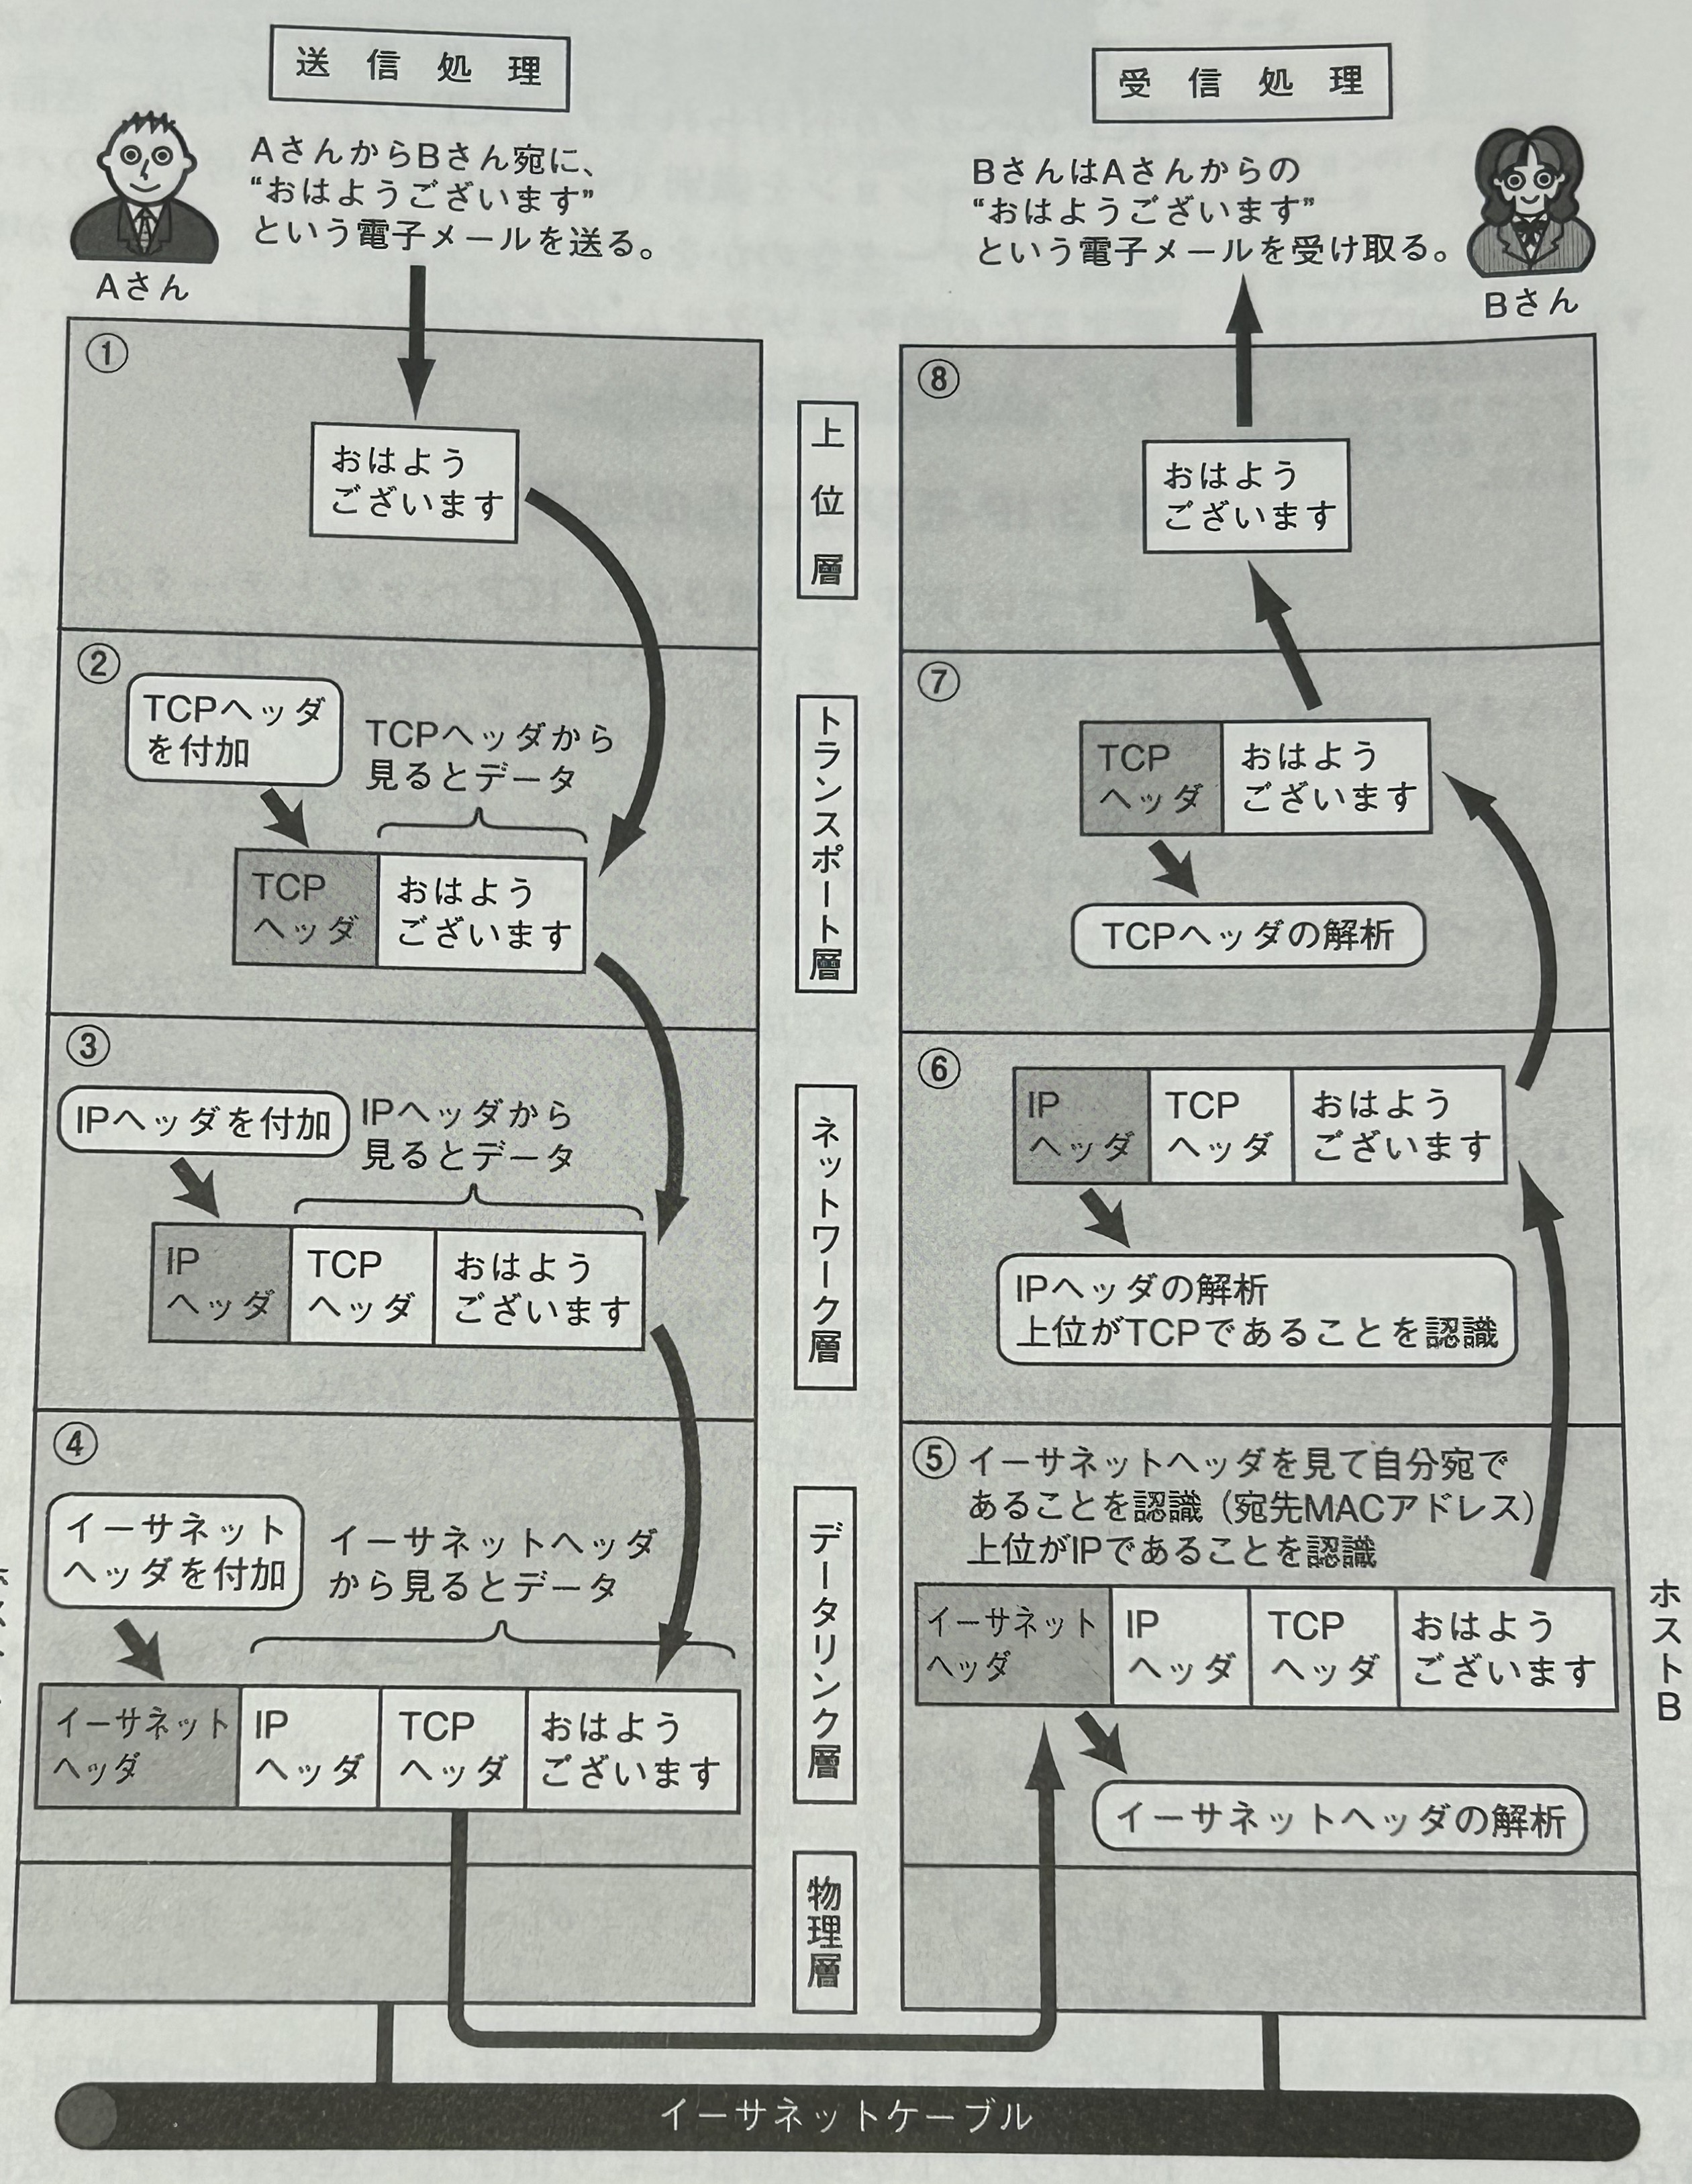 送信処理
AさんからBさん宛に、
“おはようございます”
という電子メールを送る。
Aさん
①
おはよう
ございます
②
TCPヘッダ
を付加
TCPヘッダから
見るとデータ
TCP
ヘッダ
おはよう
ございます
③
IPヘッダを付加
IPヘッダから
見るとデータ
IP
ヘッダ
TCP
ヘッダ
おはよう
ございます
④
イーサネット
ヘッダを付加
イーサネットヘッダ
から見るとデータ
イーサネット
ヘッダ
IP
ヘッダ
TCP
ヘッダ
おはよう
ございます
上位層
トランスポート層
ネットワーク層
データリンク層
物理層
受信処理
BさんはAさんからの
“おはようございます”
という電子メールを受け取る。
Bさん
⑧
おはよう
ございます
⑦
TCP
ヘッダ
おはよう
ございます
TCPヘッダの解析
⑥
IP
ヘッダ
TCP
ヘッダ
おはよう
ございます
IPヘッダの解析
上位がTCPであることを認識
⑤イーサネットヘッダを見て自分宛で
あることを認識（宛先MACアドレス）
上位がIPであることを認識
イーサネット
ヘッダ
IP
ヘッダ
TCP
ヘッダ
おはよう
ございます
イーサネットヘッダの解析
ホストB
イーサネットケーブル